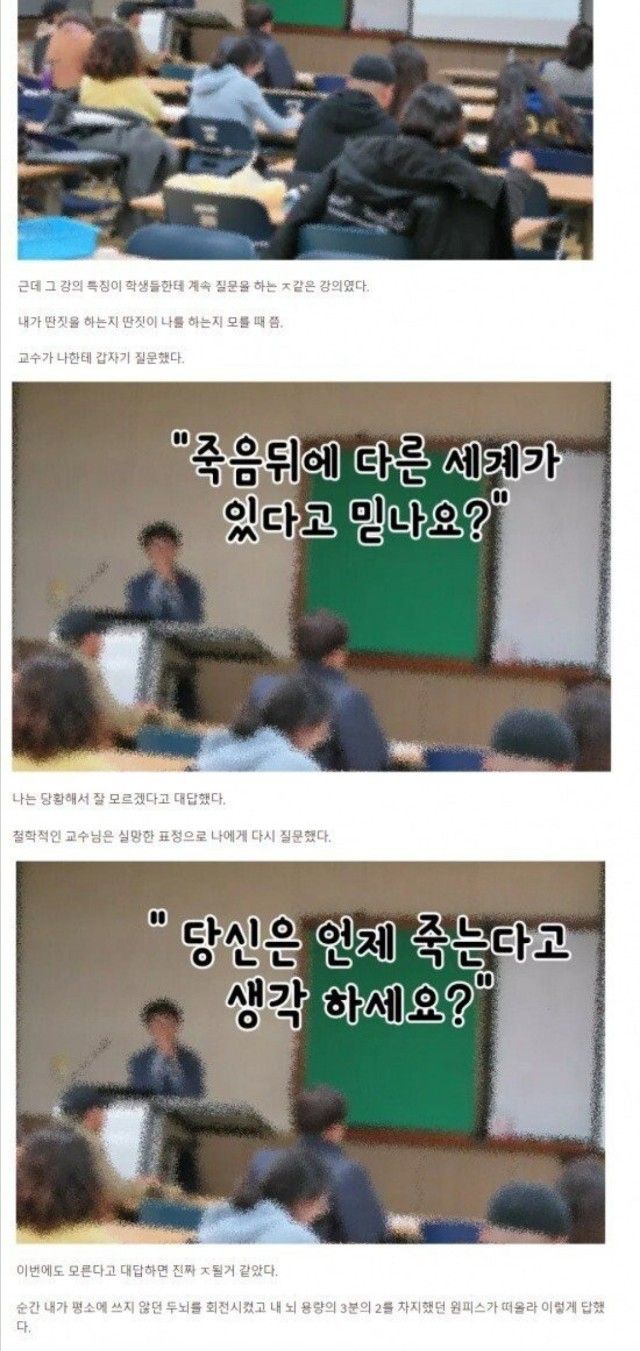 근데 그 강의 특징이 학생들한테 계속 질문을 하는 ㅈ같은 강의였다.
내가 딴짓을 하는지 딴짓이 나를 하는지 모를 때 쯤.
교수가 나한테 갑자기 질문했다.
"죽음뒤에 다른 세계가
있다고 믿나요?"
나는 당황해서 잘 모르겠다고 대답했다.
철학적인 교수님은 실망한 표정으로 나에게 다시 질문했다.
" 당신은 언제 죽는다고
생각 하세요?"
이번에도 모른다고 대답하면 진짜 ㅈ될거 같았다.
순간 내가 평소에 쓰지 않던 두뇌를 회전시켰고 내 뇌 용량의 3분의 2를 차지했던 원피스가 떠올라 이렇게 답했
다.